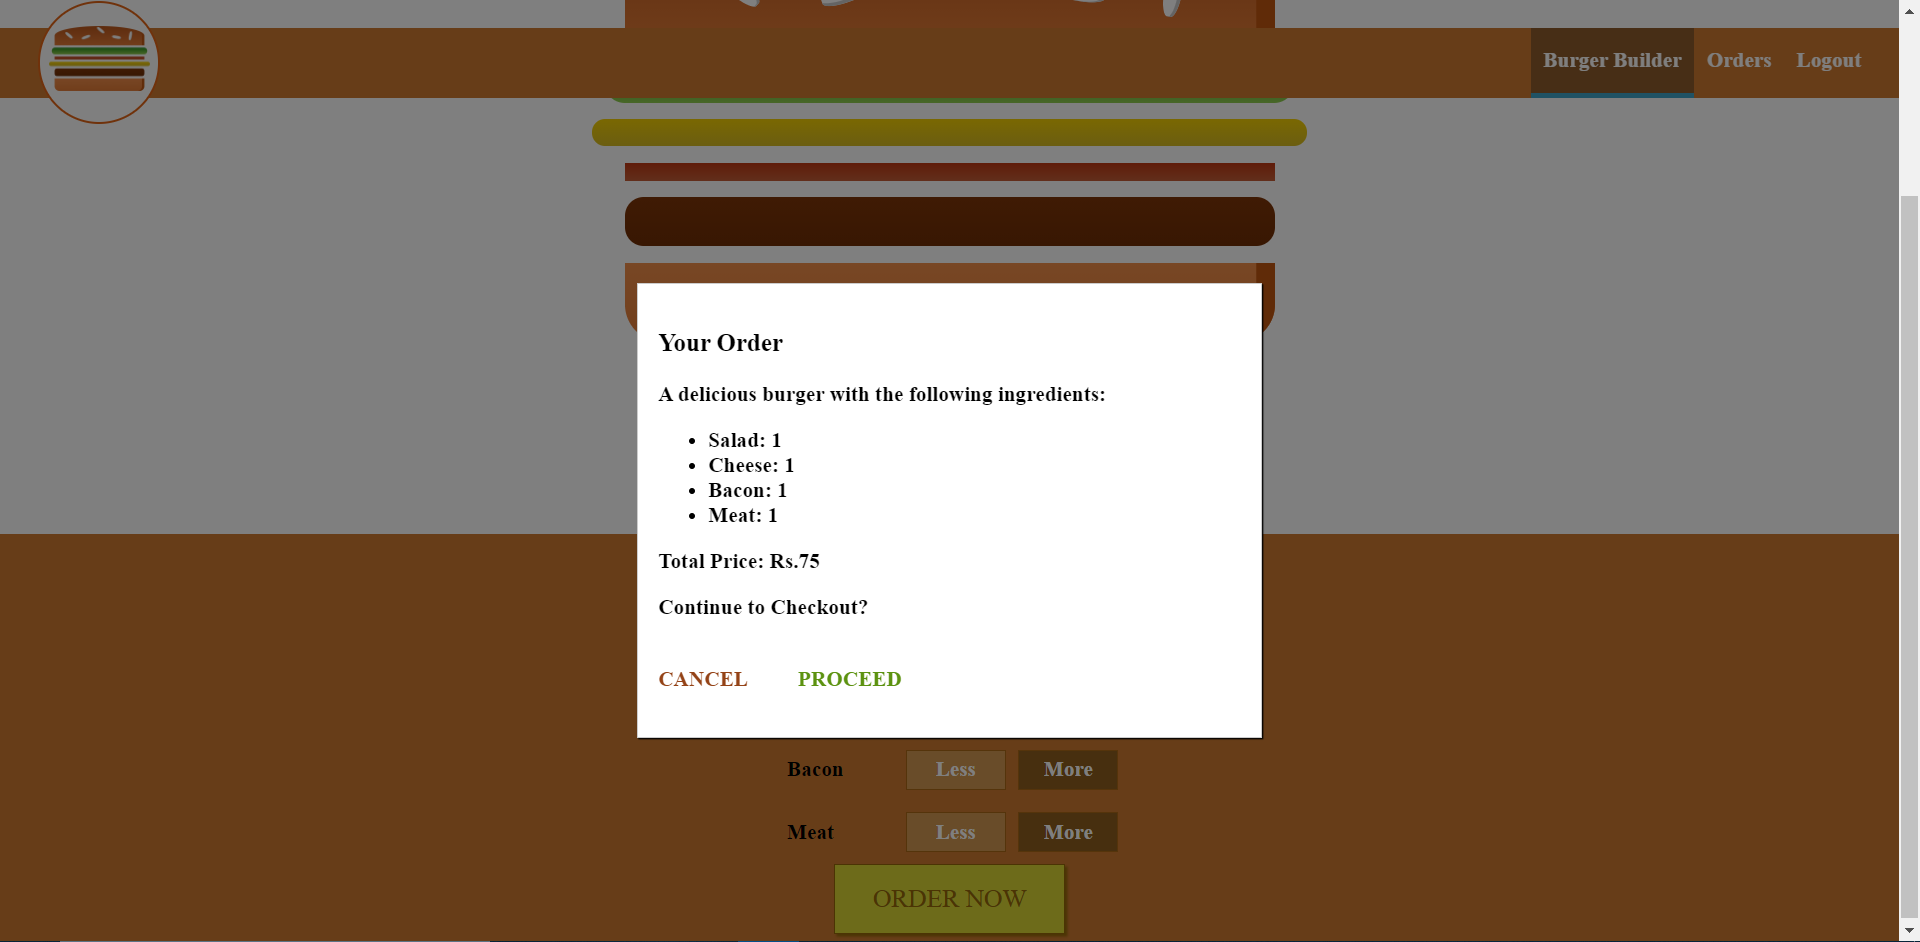 Burger Builder Orders Logout
Your Order
A delicious burger with the following ingredients:
• Salad: 1
• Cheese: 1
• Bacon: 1
• Meat: 1
Total Price: Rs.75
Continue to Checkout?
CANCEL PROCEED
Bacon Less More
Meat Less More
ORDER NOW